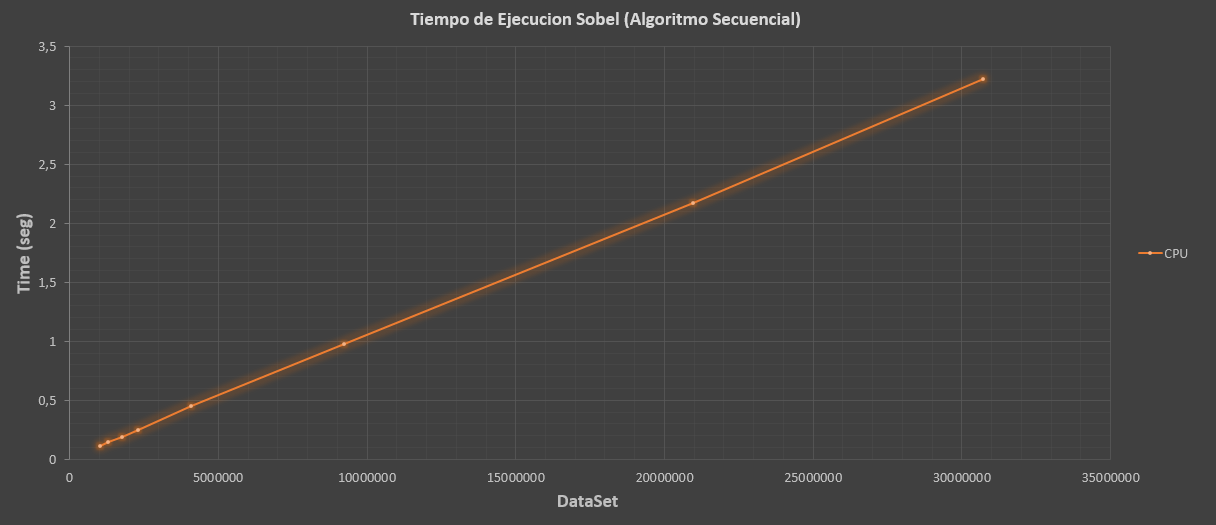 Tiempo de Ejecucion Sobel (Algoritmo Secuencial)
3,5
3
2,5
2
1,5
1
0,5
0
Time (seg)
0 5000000 10000000 15000000 20000000 25000000 30000000 35000000
DataSet
CPU